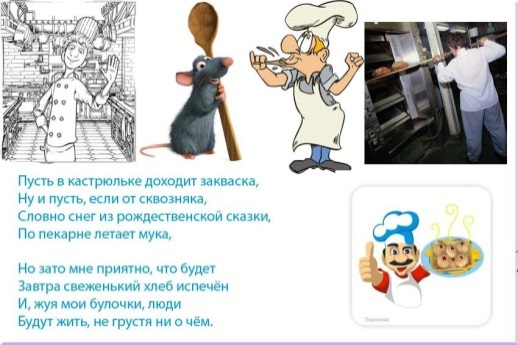 Пусть в кастрюльке доходит закваска,
Ну и пусть, если от сквозняка,
Словно снег из рождественской сказки,
По пекарне летает мука,
Но зато мне приятно, что будет
Завтра свеженький хлеб испечён
И, жуя мои булочки, люди
Будут жить, не грустя ни о чём.